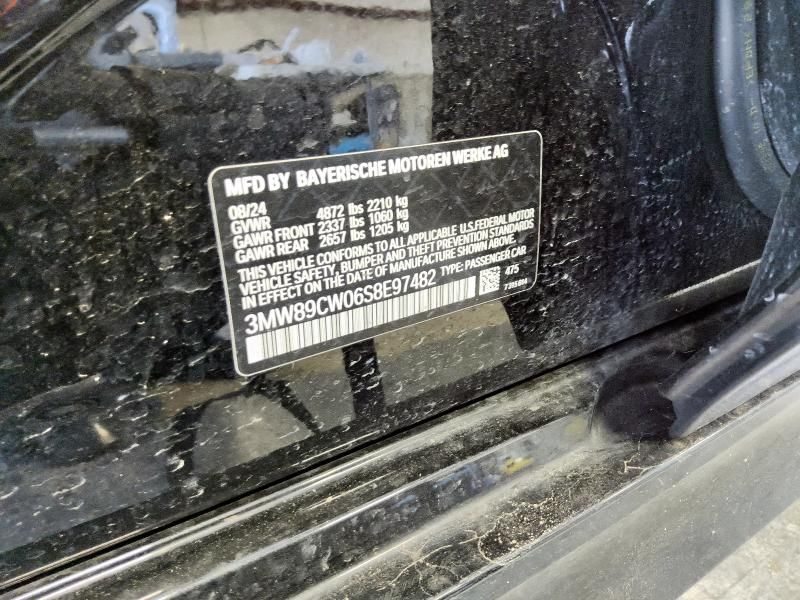 MFD BY BAYERISCHE MOTOREN WERKE AG
08/24
GVWR 4872 lbs 2210 kg
GAWR FRONT 2337 lbs 1060 kg
GAWR REAR 2657 lbs 1205 kg
THIS VEHICLE CONFORMS TO ALL APPLICABLE U.S.FEDERAL MOTOR
VEHICLE SAFETY, BUMPER AND THEFT PREVENTION STANDARDS
IN EFFECT ON THE DATE OF MANUFACTURE SHOWN ABOVE.
3MW89CW06S8E97482 TYPE: PASSENGER CAR
475